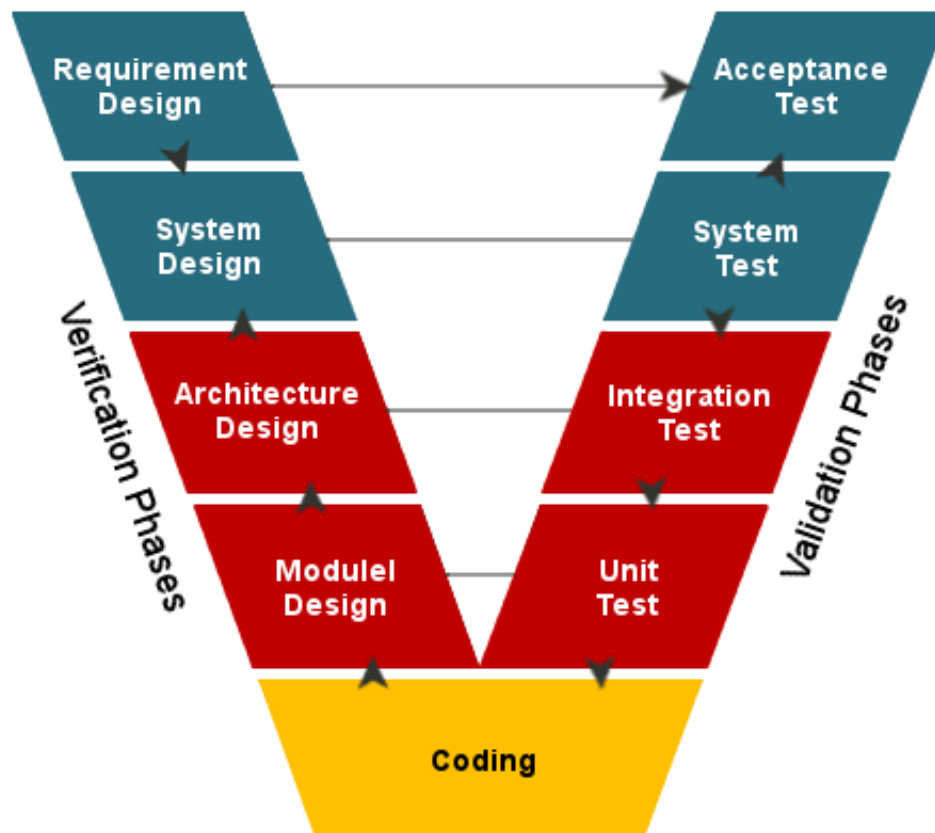 Requirement
Design
Acceptance
Test
System
Design
System
Test
Verification Phases
Validation Phases
Architecture
Design
Integration
Test
Modulel
Design
Unit
Test
Coding